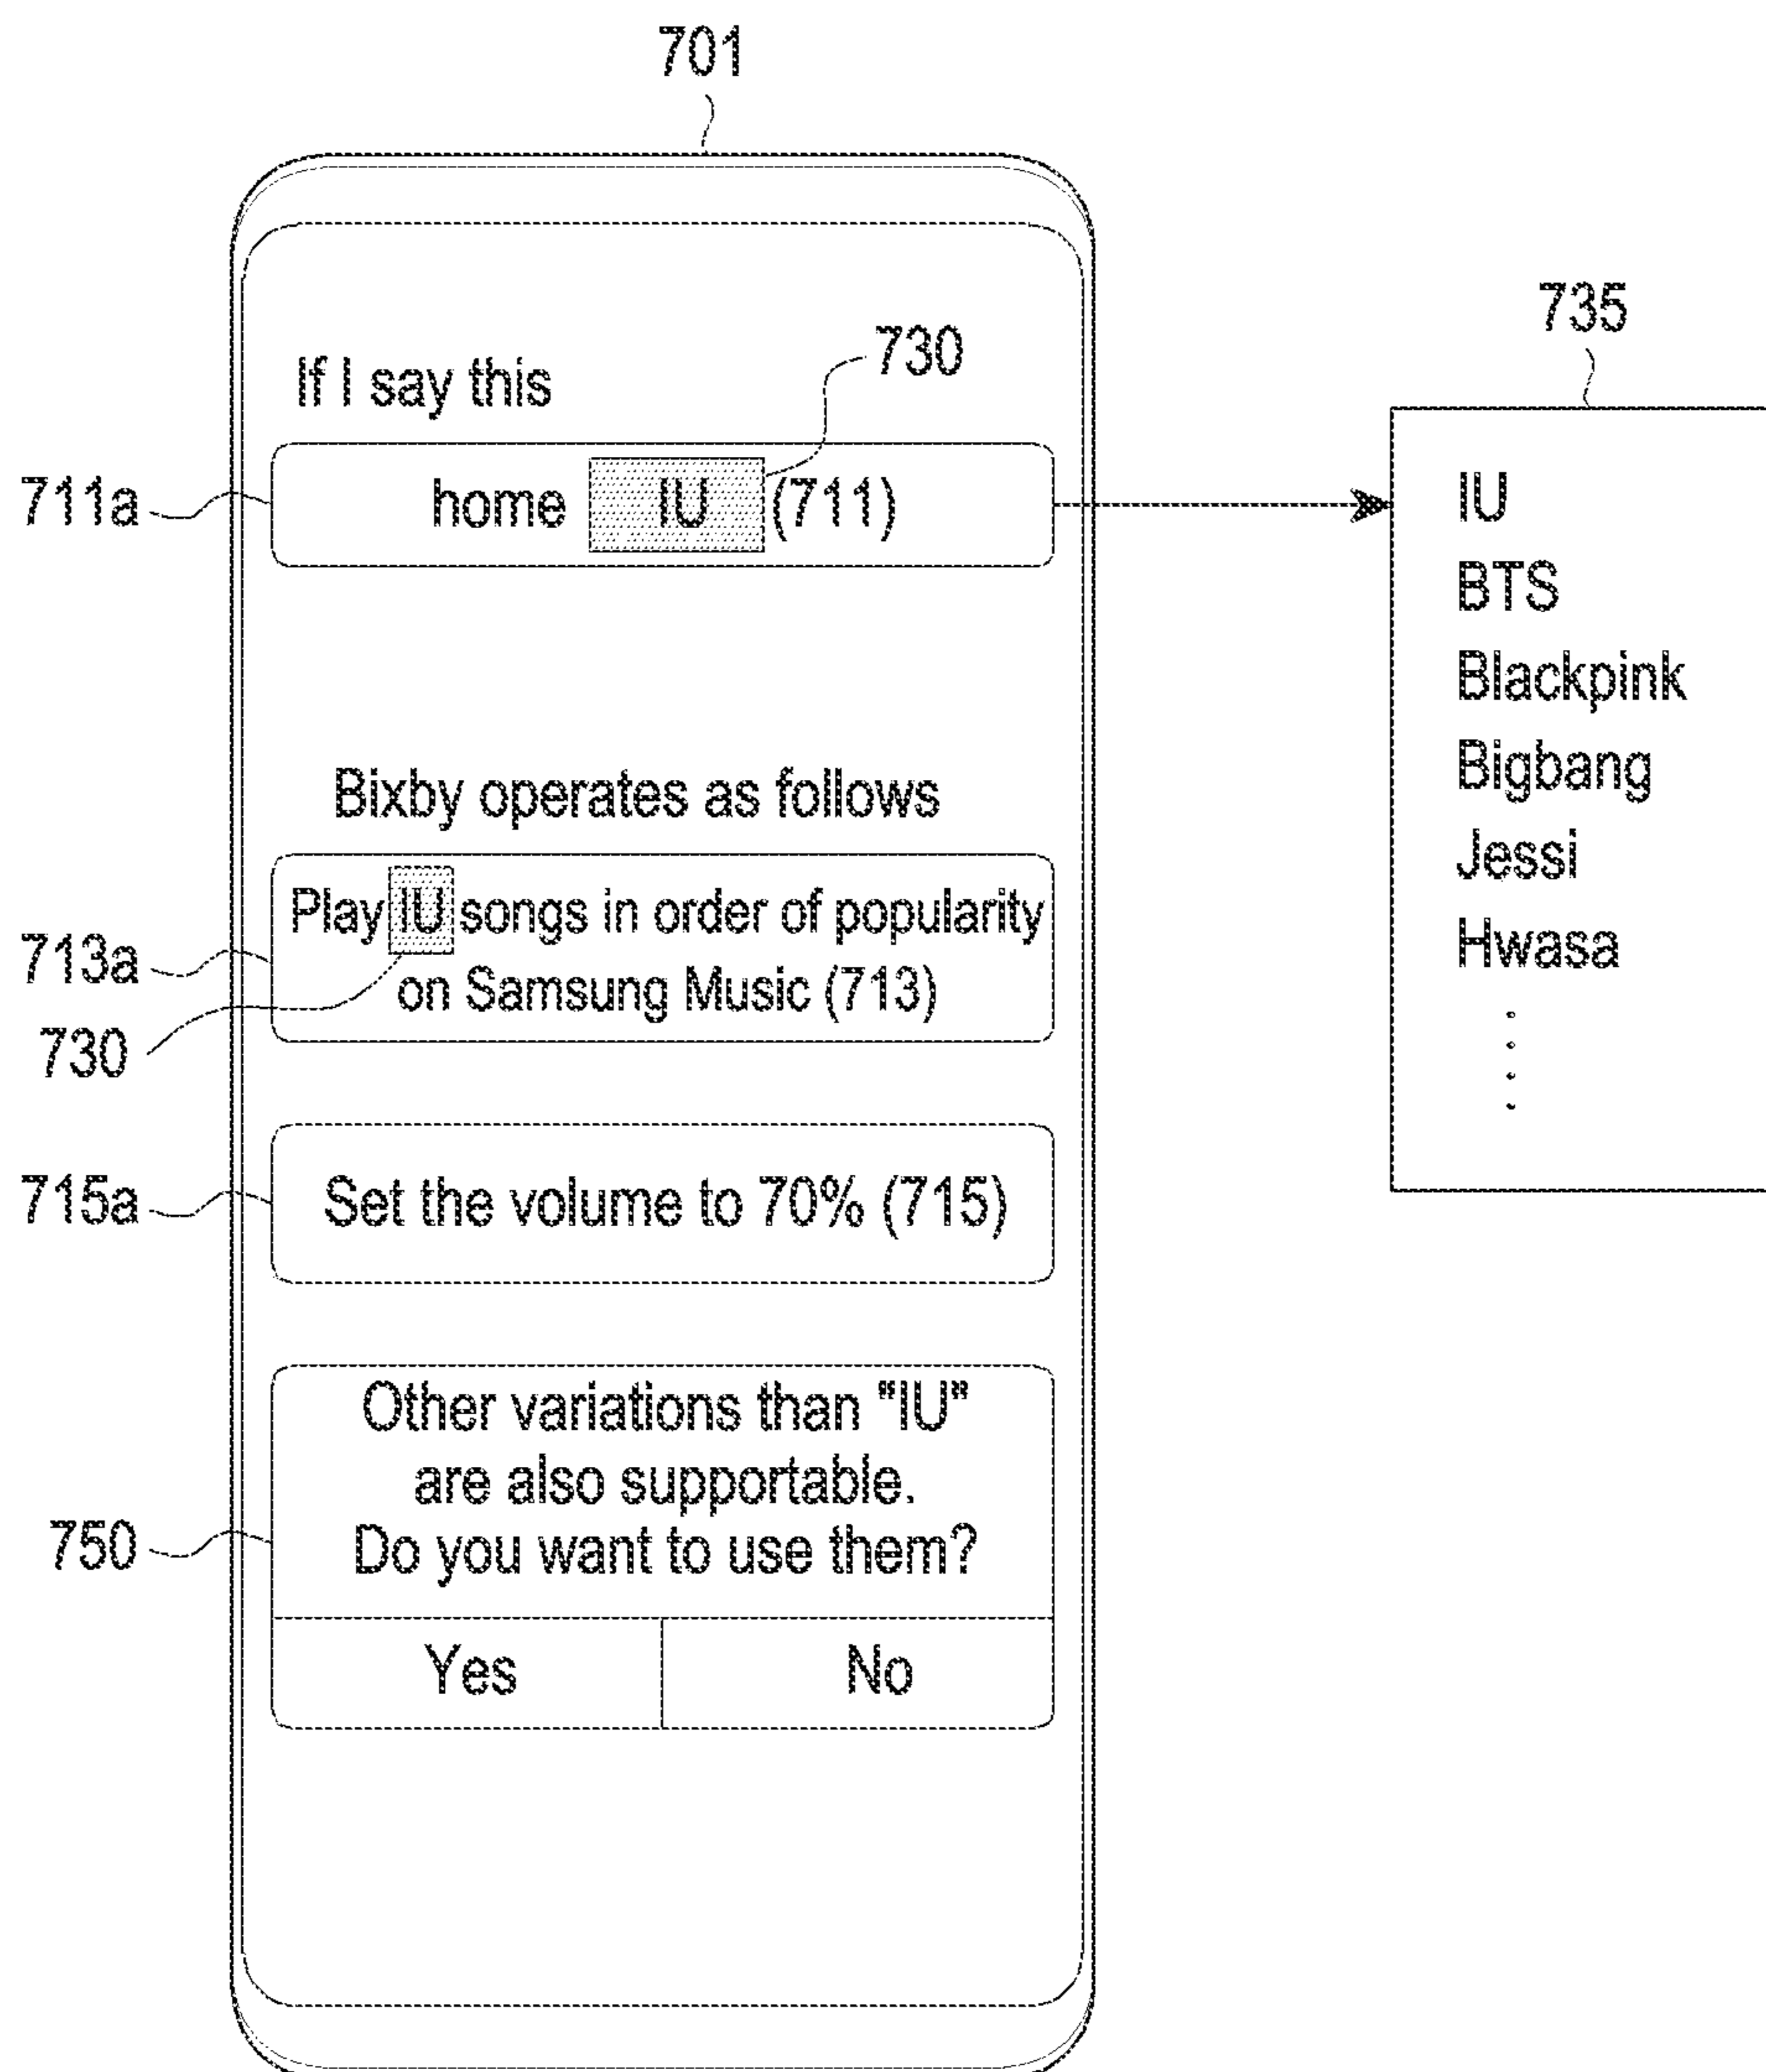 701
If I say this
730
711a
home IU (711)
Bixby operates as follows
713a
Play IU songs in order of popularity
on Samsung Music (713)
730
715a
Set the volume to 70% (715)
750
Other variations than "IU"
are also supportable.
Do you want to use them?
Yes
No
735
IU
BTS
Blackpink
Bigbang
Jessi
Hwasa